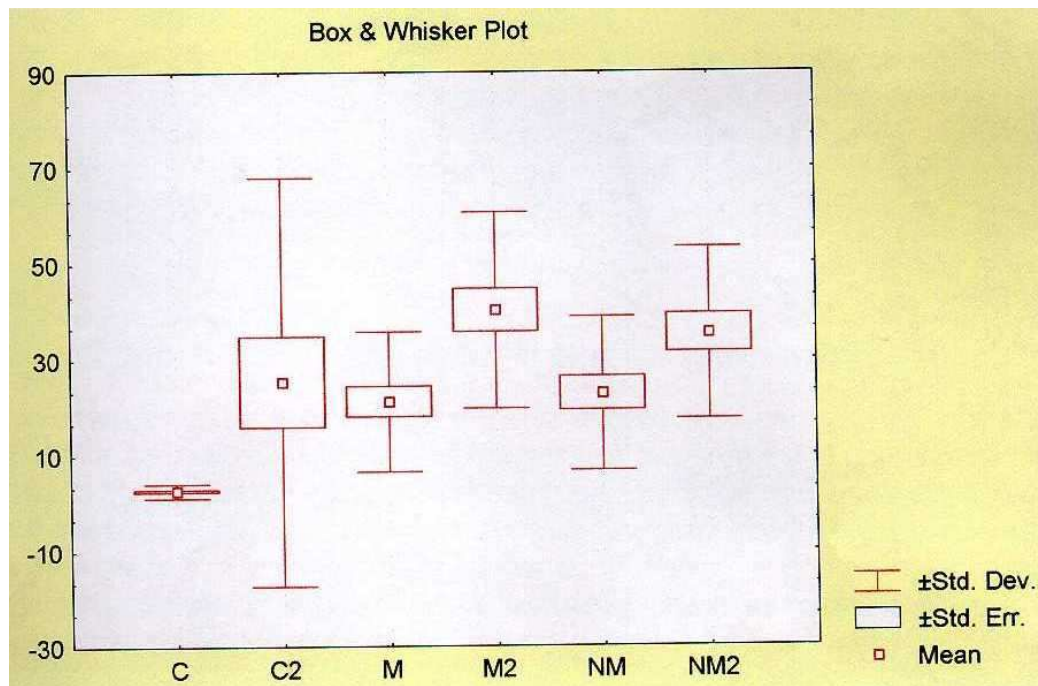 Box & Whisker Plot
90
70
50
30
10
-10
-30
C C2 M M2 NM NM2
±Std. Dev.
±Std. Err.
Mean